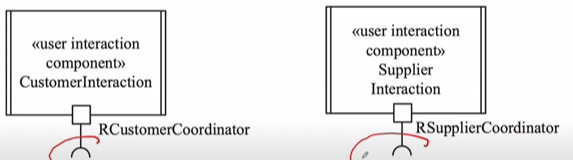 «user interaction
component»
CustomerInteraction
RCustomerCoordinator
«user interaction
component»
Supplier
Interaction
RSupplierCoordinator